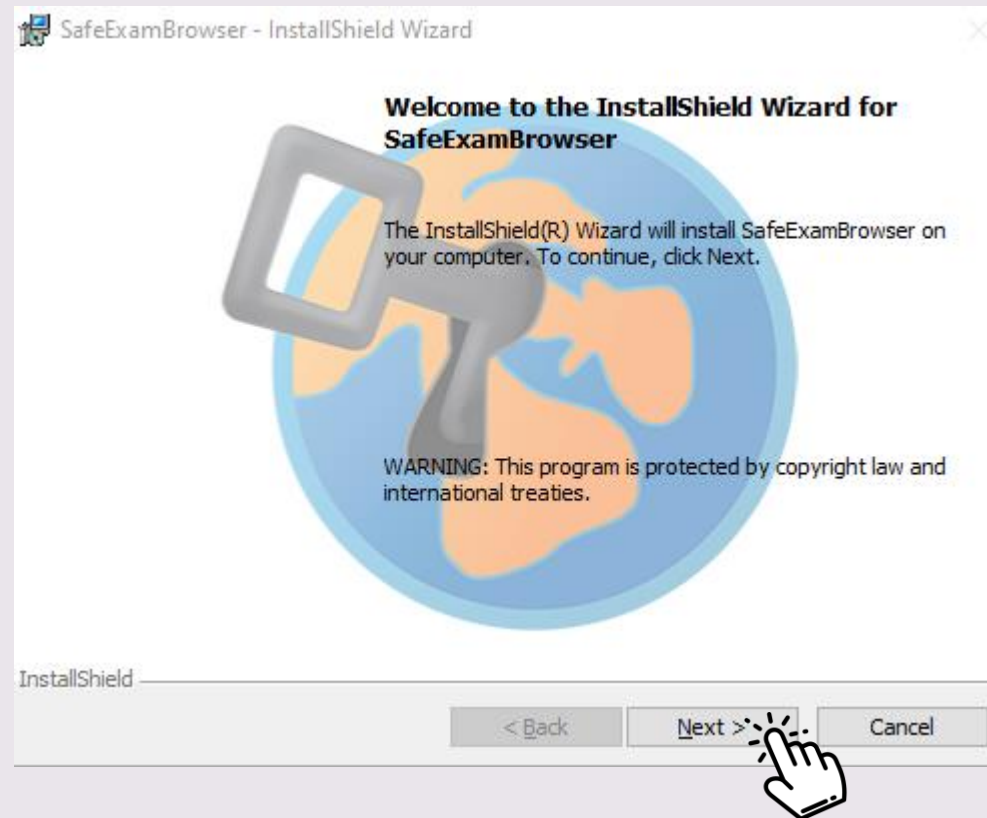 SafeExamBrowser - InstallShield Wizard
Welcome to the InstallShield Wizard for
SafeExamBrowser
The InstallShield(R) Wizard will install SafeExamBrowser on
your computer. To continue, click Next.
WARNING: This program is protected by copyright law and
international treaties.
InstallShield
< Back Next > Cancel